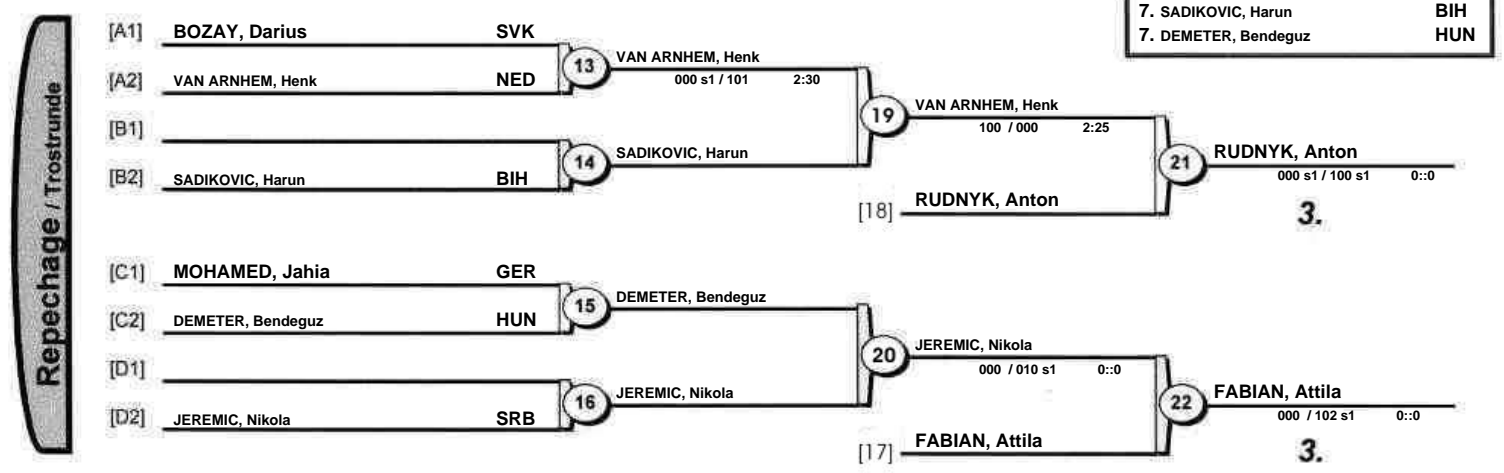 7. SADIKOVIC, Harun BIH
7. DEMETER, Bendeguz HUN
Repechage / Trostrunde
[A1] BOZAY, Darius SVK
[A2] VAN ARNHEM, Henk NED
13
VAN ARNHEM, Henk
000 s1 / 101 2:30
[B1]
[B2] SADIKOVIC, Harun BIH
14
SADIKOVIC, Harun
19
VAN ARNHEM, Henk
100 / 000 2:25
[18] RUDNYK, Anton
21
RUDNYK, Anton
000 s1 / 100 s1 0::0
3.
[C1] MOHAMED, Jahia GER
[C2] DEMETER, Bendeguz HUN
15
DEMETER, Bendeguz
[D1]
[D2] JEREMIC, Nikola SRB
16
JEREMIC, Nikola
20
JEREMIC, Nikola
000 / 010 s1 0::0
[17] FABIAN, Attila
22
FABIAN, Attila
000 / 102 s1 0::0
3.